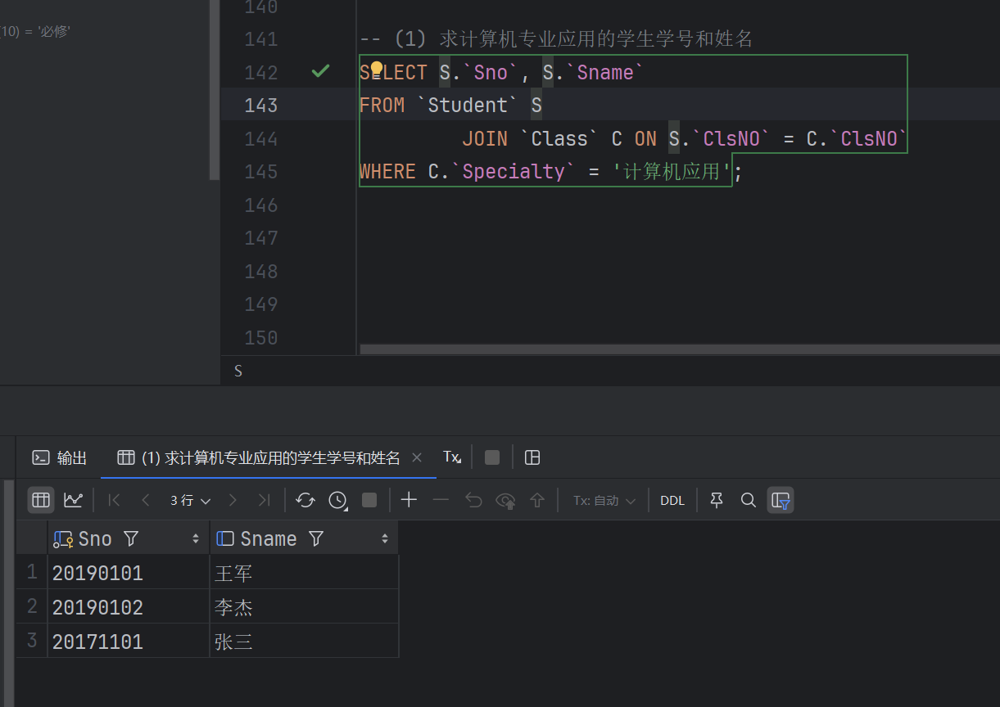 140
(10) = '必修'
141 -- (1) 求计算机专业应用的学生学号和姓名
142 SELECT S.`Sno`, S.`Sname`
143 FROM `Student` S
144 JOIN `Class` C ON S.`ClsNO` = C.`ClsNO`
145 WHERE C.`Specialty` = '计算机应用';
146
147
148
149
150
S
输出 (1) 求计算机专业应用的学生学号和姓名 Tx
3 行 Tx: 自动 DDL
Sno Sname
1 20190101 王军
2 20190102 李杰
3 20171101 张三